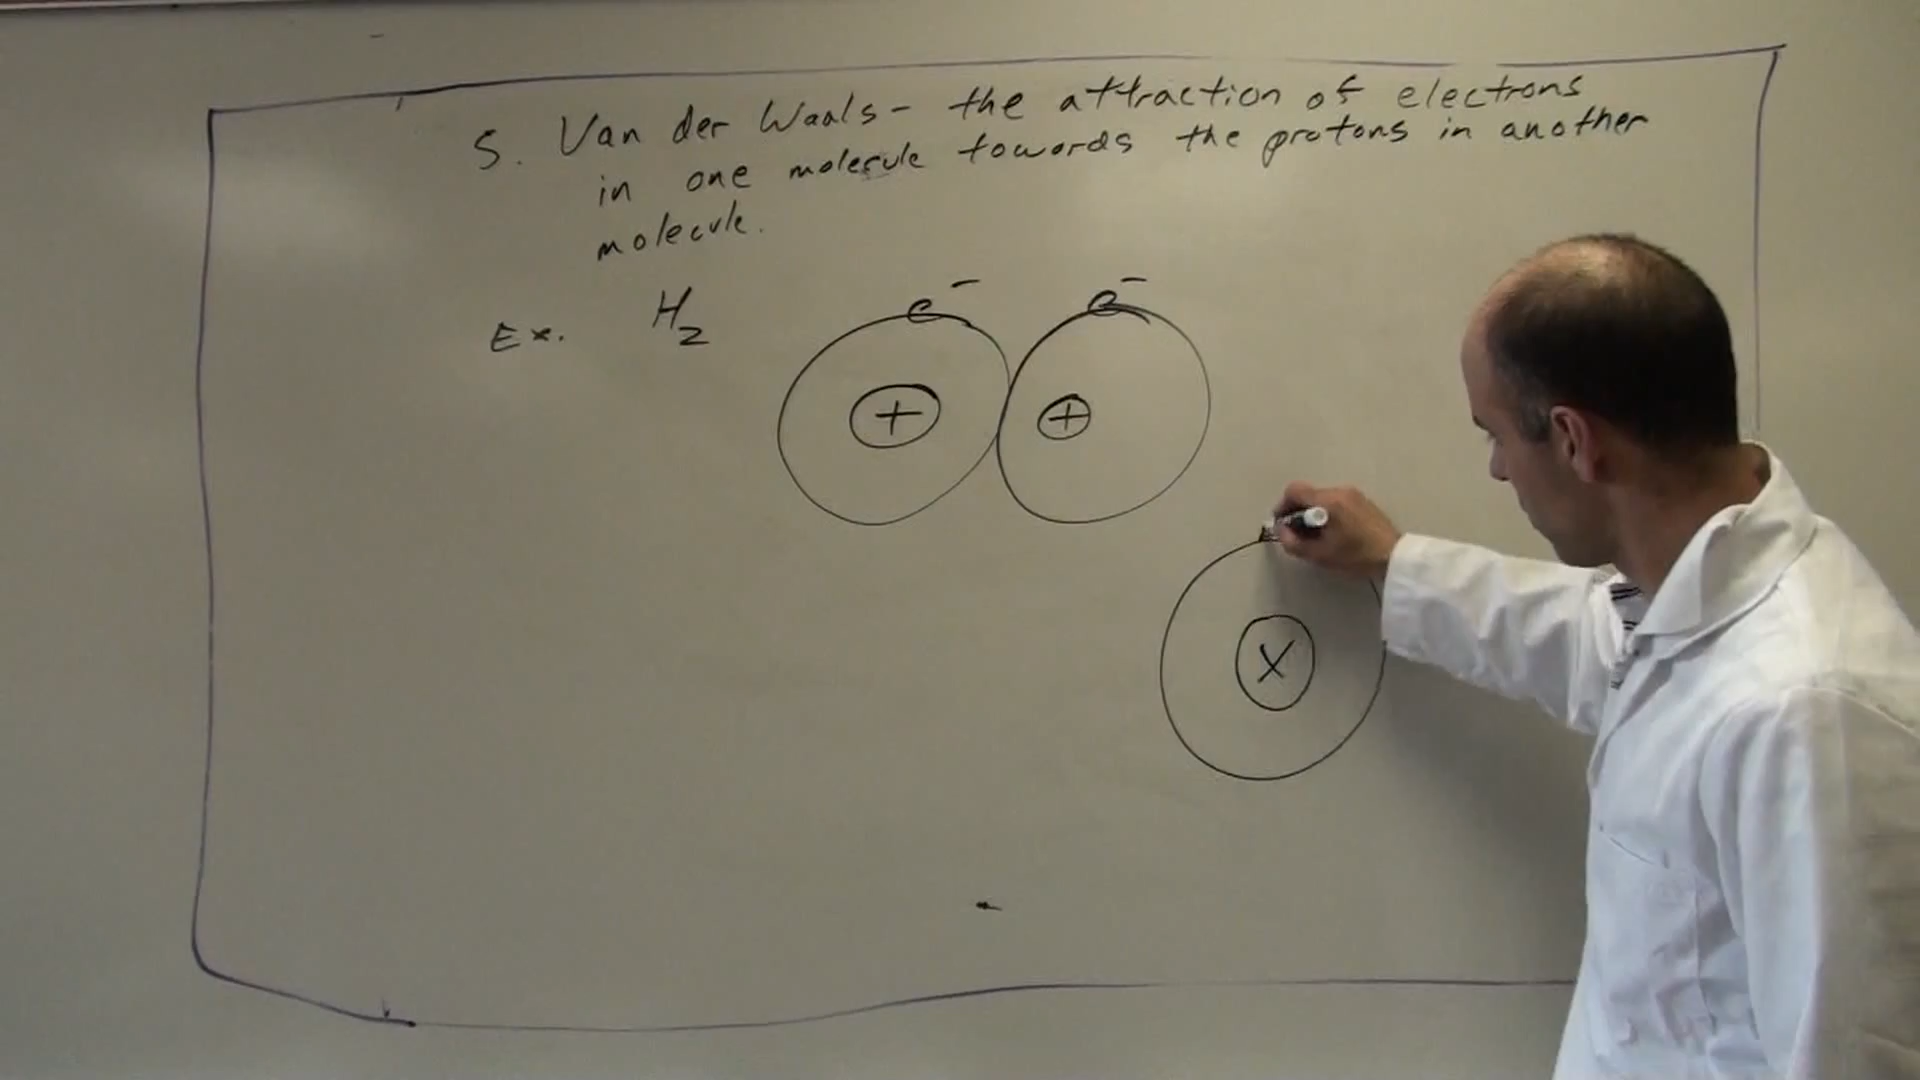 5. Van der Waals - the attraction of electrons
in one molecule towards the protons in another
molecule.
Ex. H2
e- e-
+ +
X